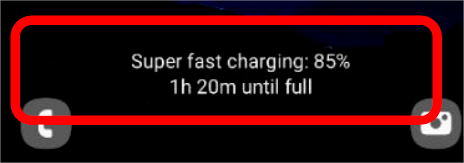 Super fast charging: 85%
1h 20m until full